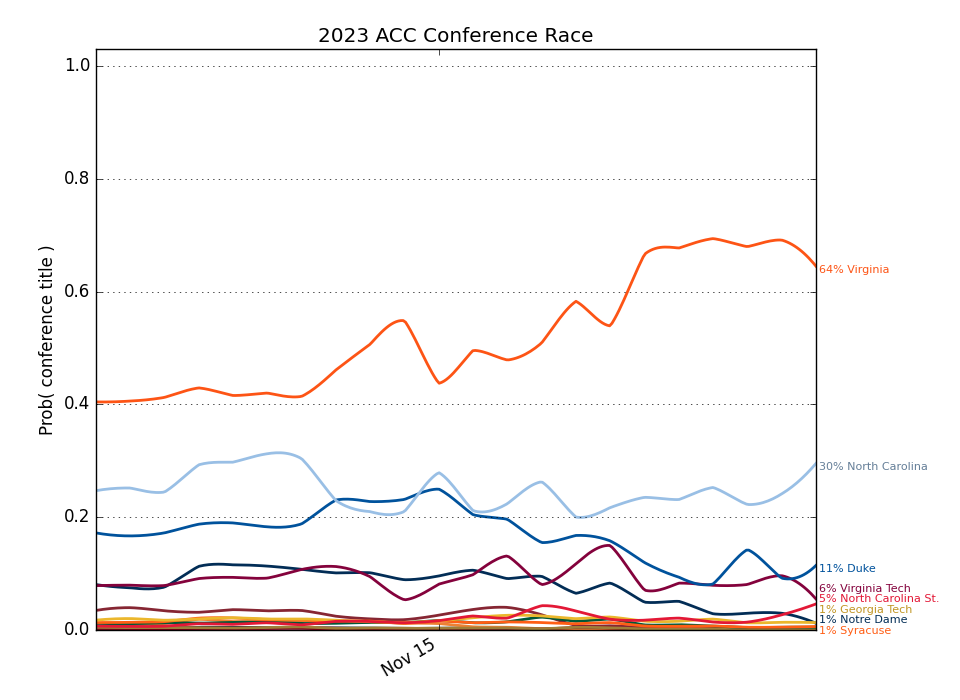 2023 ACC Conference Race
Prob( conference title )
1.0
0.8
0.6
0.4
0.2
0.0
Nov 15
64% Virginia
30% North Carolina
11% Duke
6% Virginia Tech
5% North Carolina St.
1% Georgia Tech
1% Notre Dame
1% Syracuse